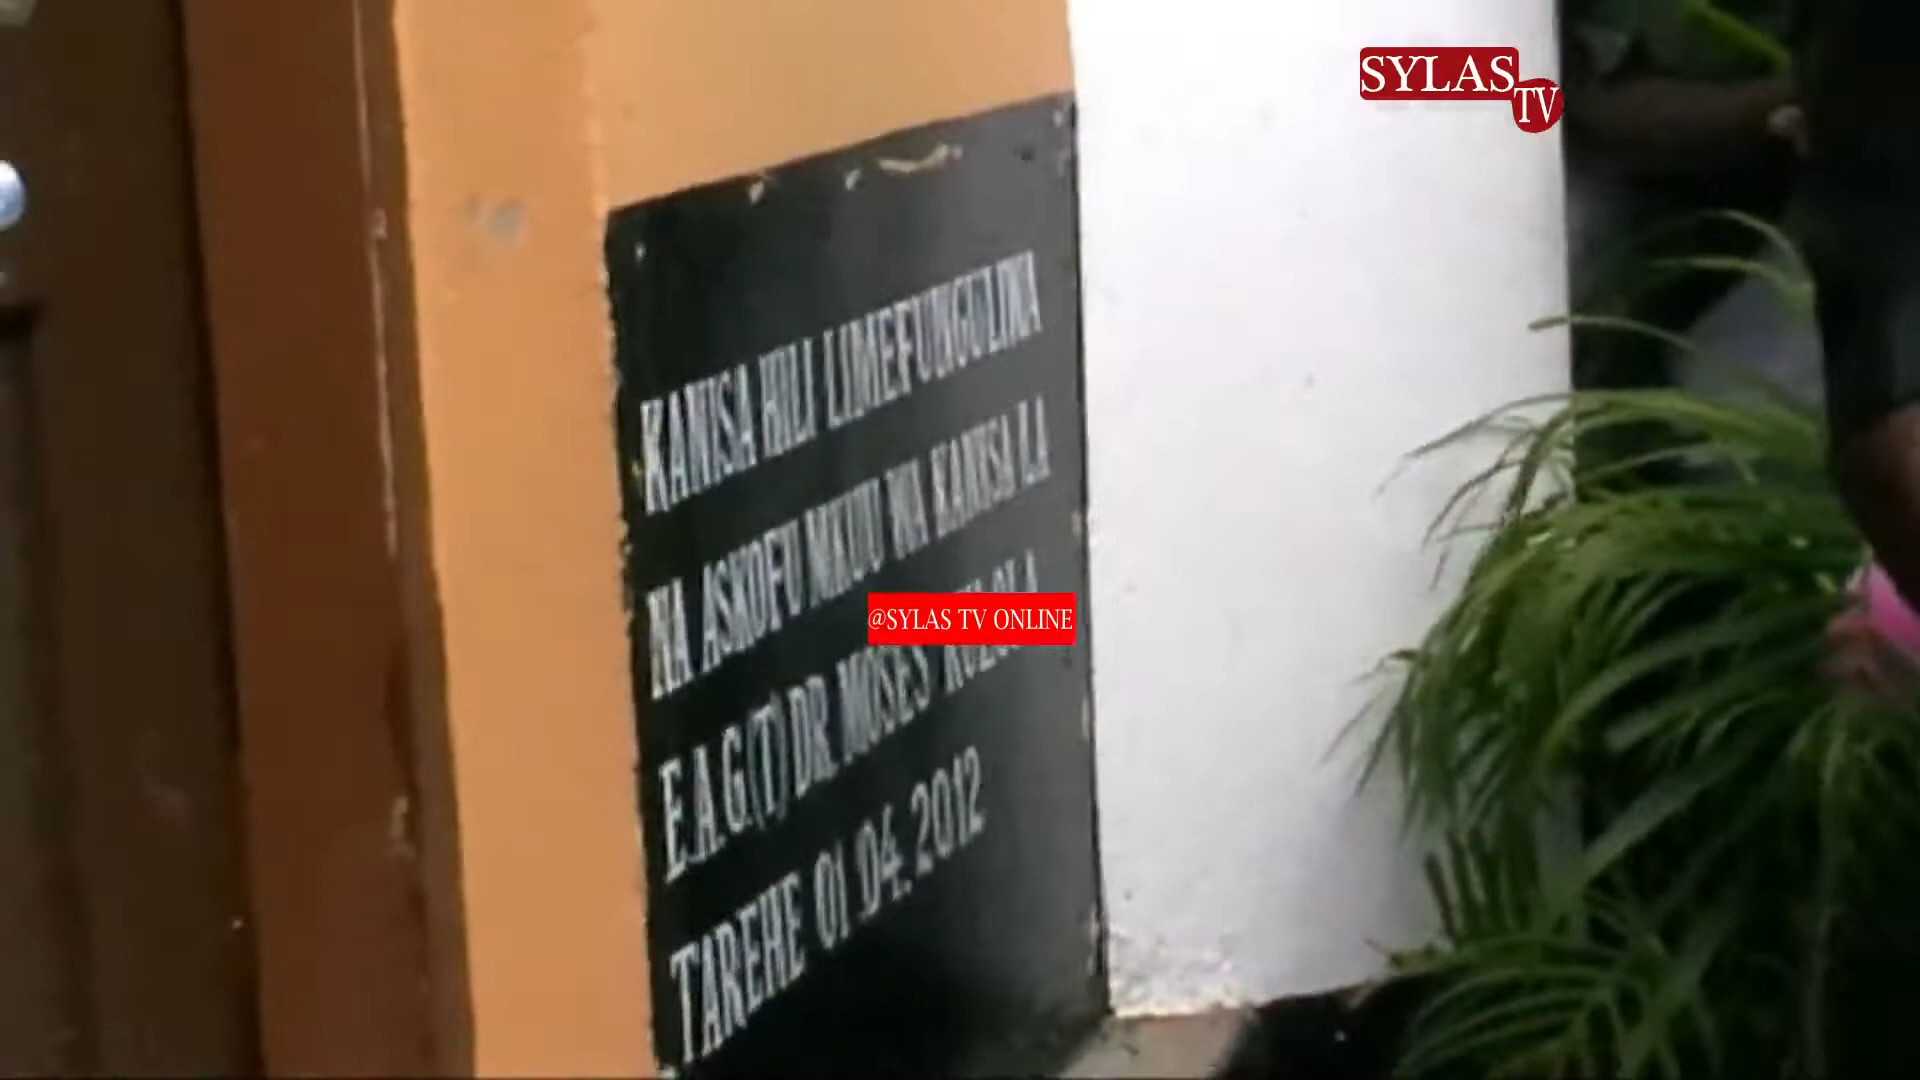 SYLAS
TV
KANISA HILI LIMEFUNGULIWA
NA ASKOFU MKUU WA KANISA LA
@SYLAS TV ONLINE
E.A.G.(T) DR. MOSES KULOLA
TAREHE 01.04.2012